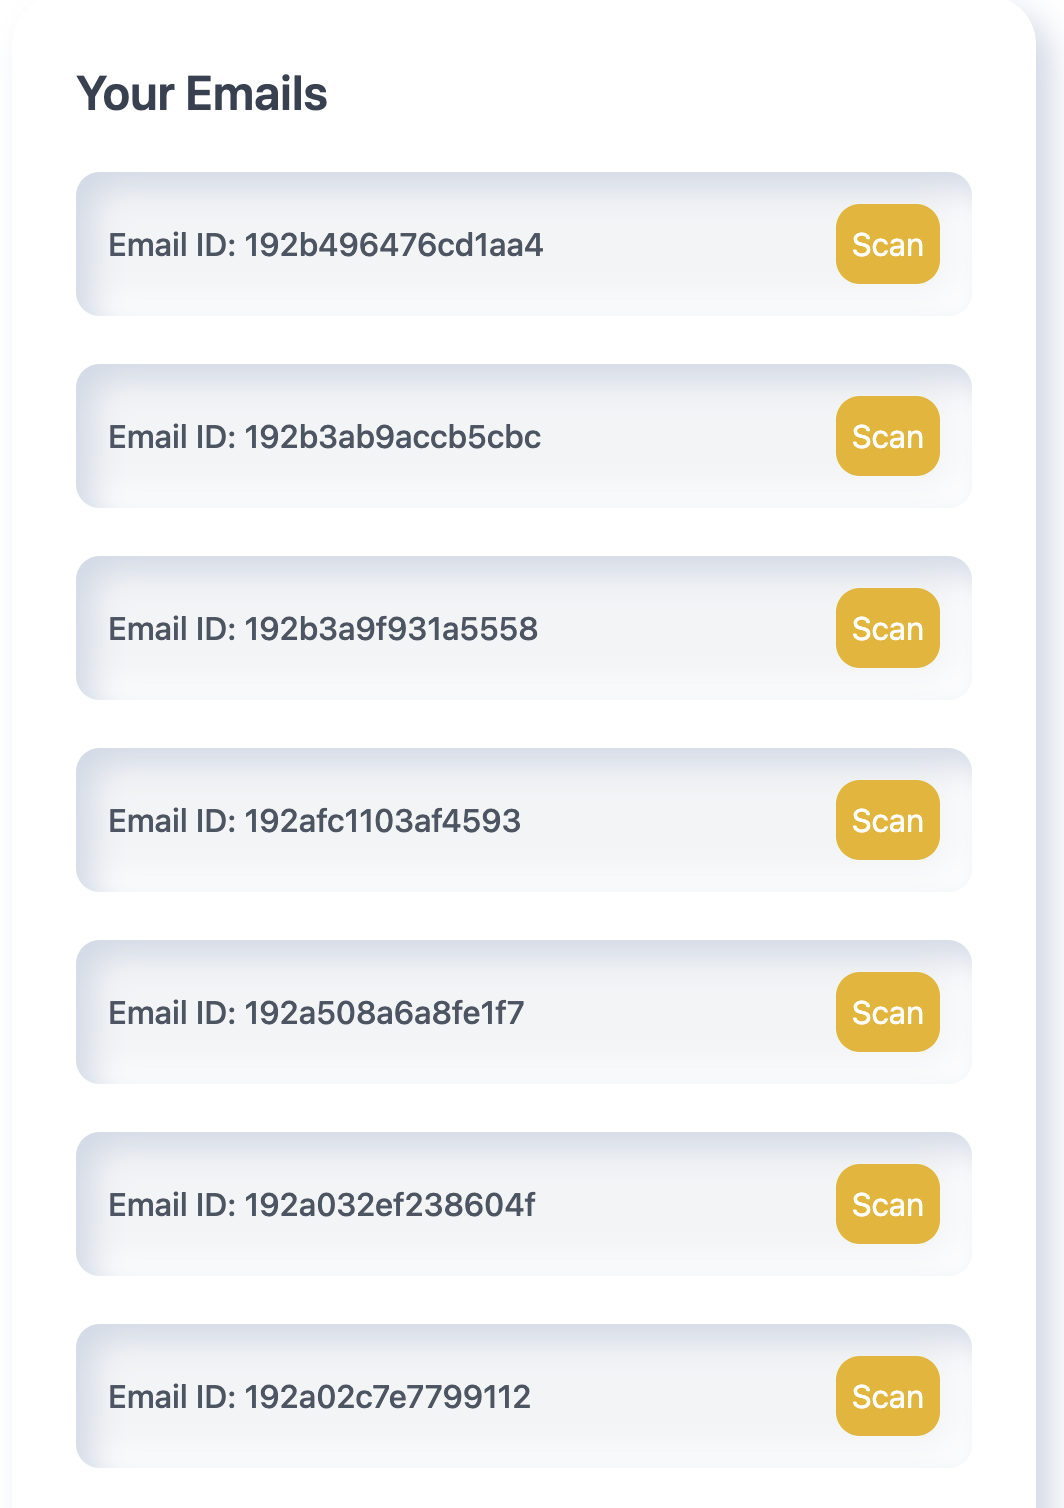 Your Emails
Email ID: 192b496476cd1aa4 Scan
Email ID: 192b3ab9accb5cbc Scan
Email ID: 192b3a9f931a5558 Scan
Email ID: 192afc1103af4593 Scan
Email ID: 192a508a6a8fe1f7 Scan
Email ID: 192a032ef238604f Scan
Email ID: 192a02c7e7799112 Scan